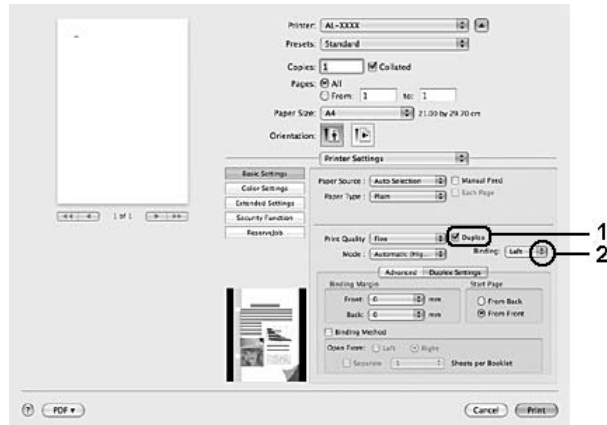 Printer: AL-XXXX
Presets: Standard
Copies: 1 Collated
Pages: All
From: 1 to: 1
Paper Size: A4 21.00 by 29.70 cm
Orientation:
Printer Settings
Basic Settings
Color Settings
Extended Settings
Security Function
ReserveJob
Paper Source : Auto Selection Manual Feed
Paper Type : Plain Each Page
Print Quality : Fine Duplex 1
Mode : Automatic (Hig... Binding: Left 2
Advanced Duplex Settings
Binding Margin Start Page
Front: 0 mm From Back
Back: 0 mm From Front
Binding Method
Open From: Left Right
Separate 1 Sheets per Booklet
1 of 1
? PDF Cancel Print